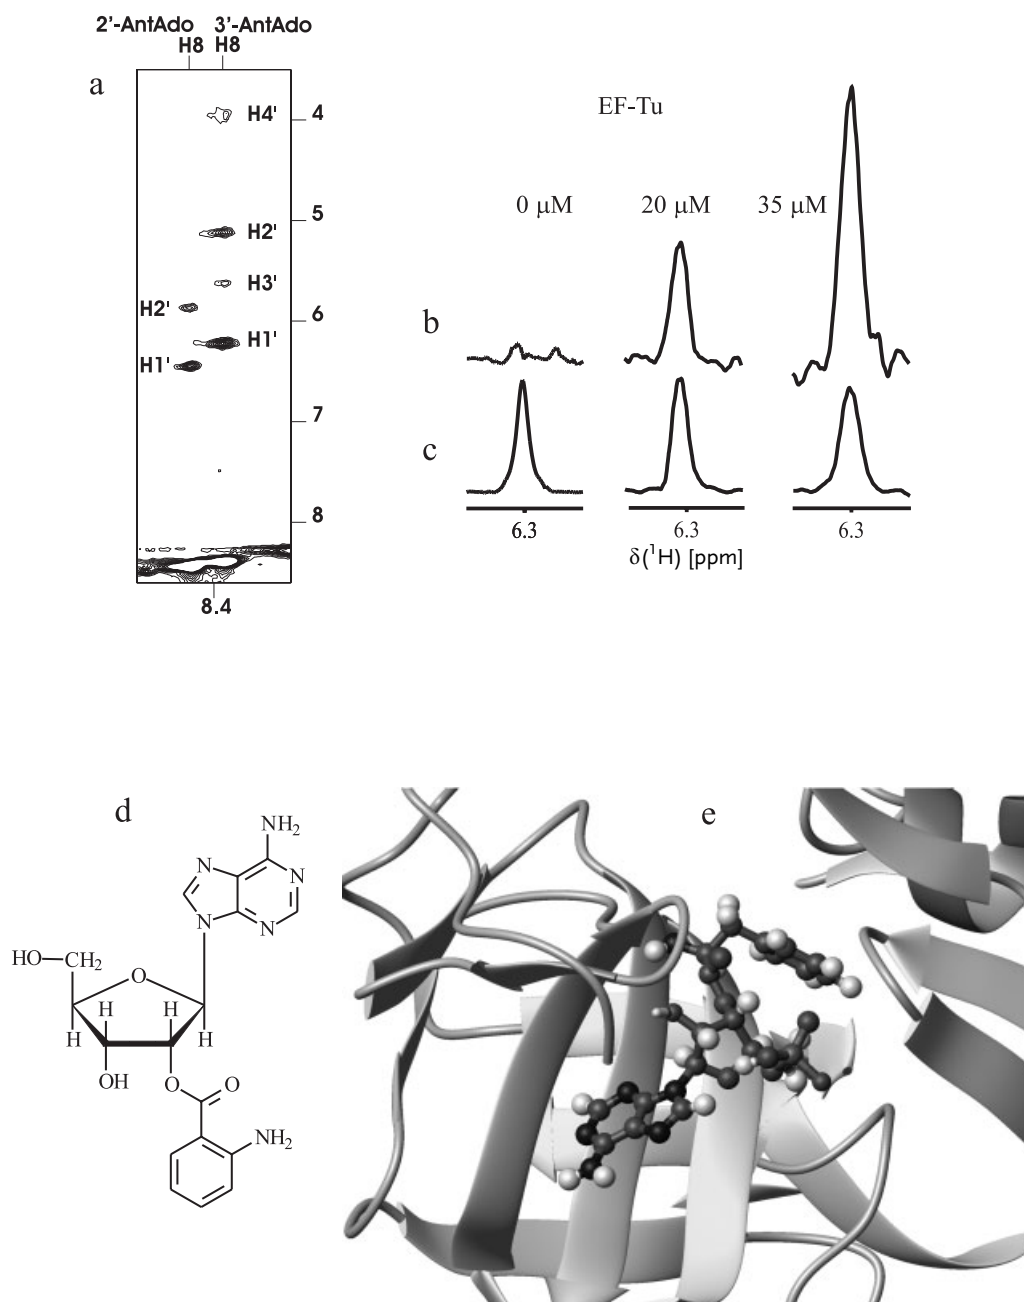 2'-AntAdo 3'-AntAdo
H8 H8
a
H4' 4
5
H2'
H3'
H2' 6
H1'
H1'
7
8
8.4
EF-Tu
0 μM 20 μM 35 μM
b
c
6.3 6.3 6.3
δ(¹H) [ppm]
d
NH₂
N N
N N
HO CH₂
O
H H
H H
OH O O
NH₂
e